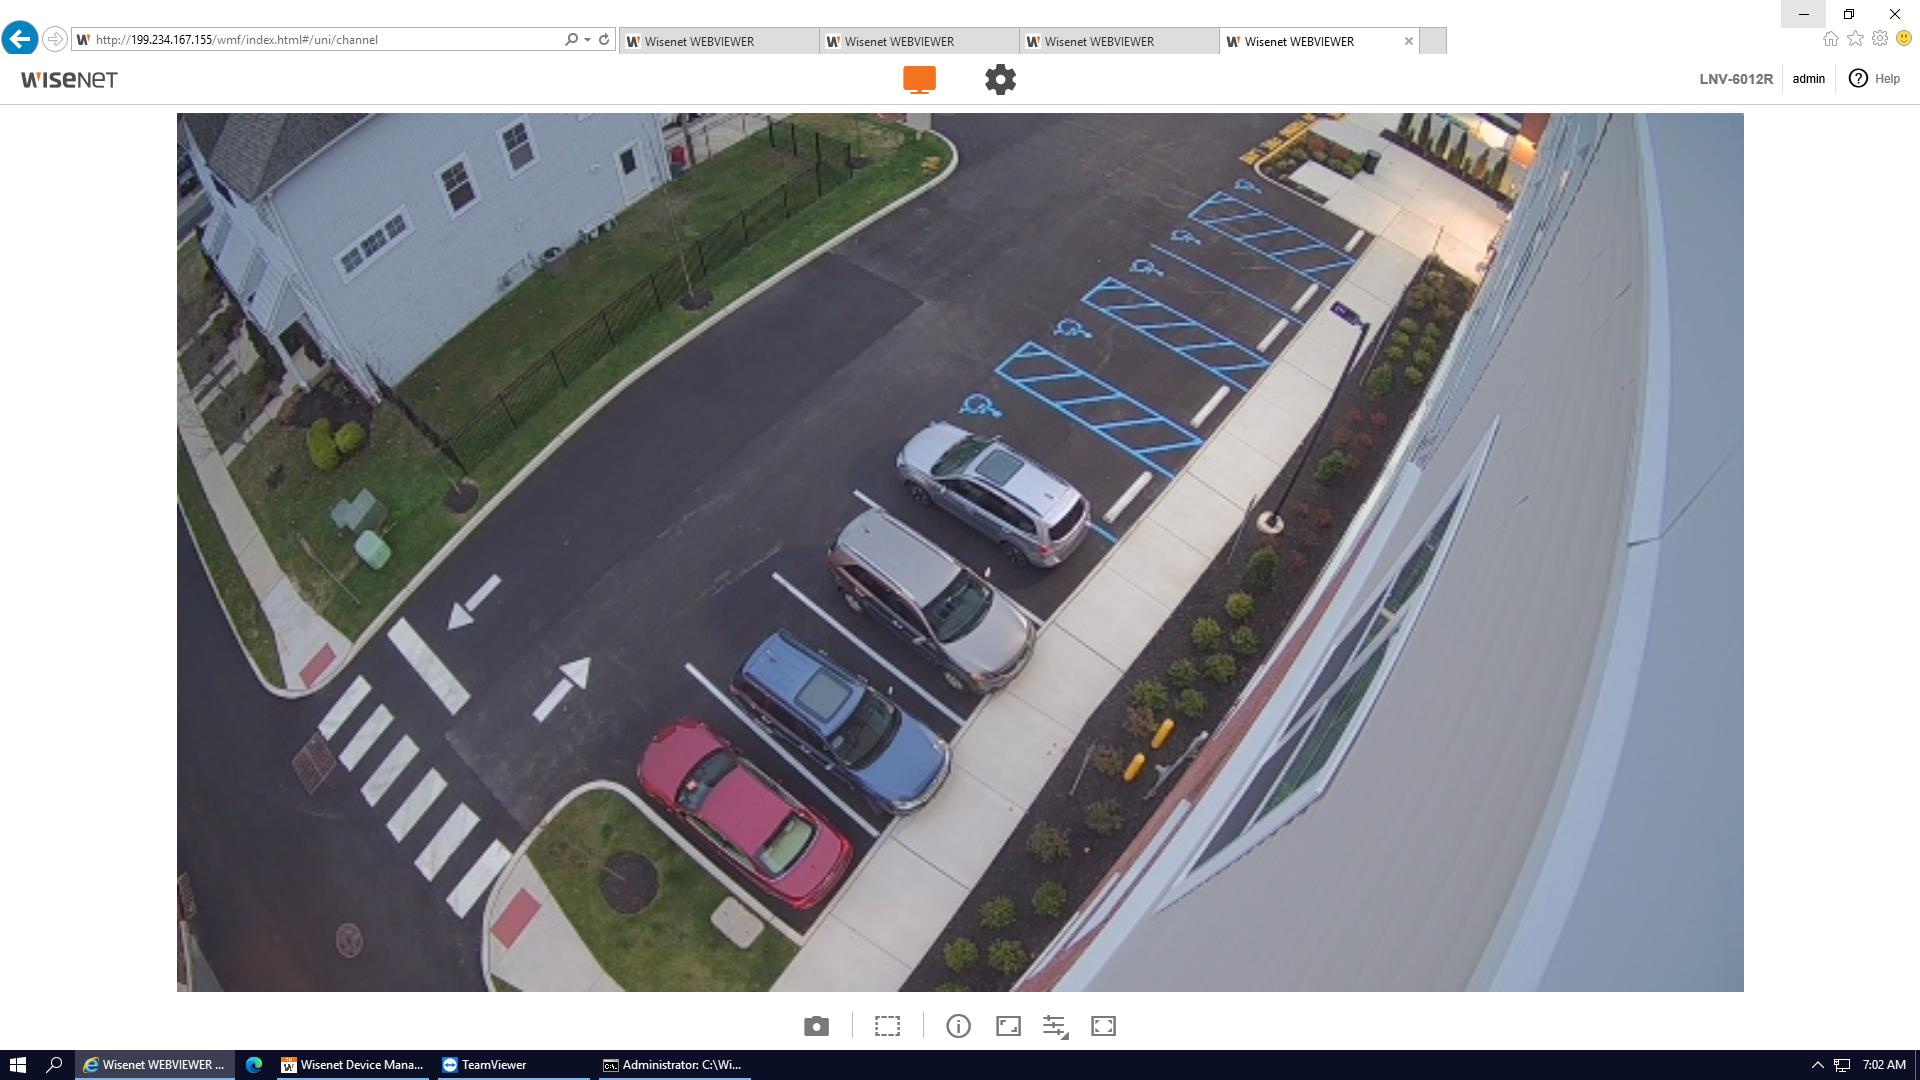 http://199.234.167.155/wmf/index.html#/uni/channel
Wisenet WEBVIEWER
Wisenet WEBVIEWER
Wisenet WEBVIEWER
Wisenet WEBVIEWER
WISENET
LNV-6012R
admin
Help
Wisenet WEBVIEWER ...
Wisenet Device Mana...
TeamViewer
Administrator: C:\Wi...
7:02 AM